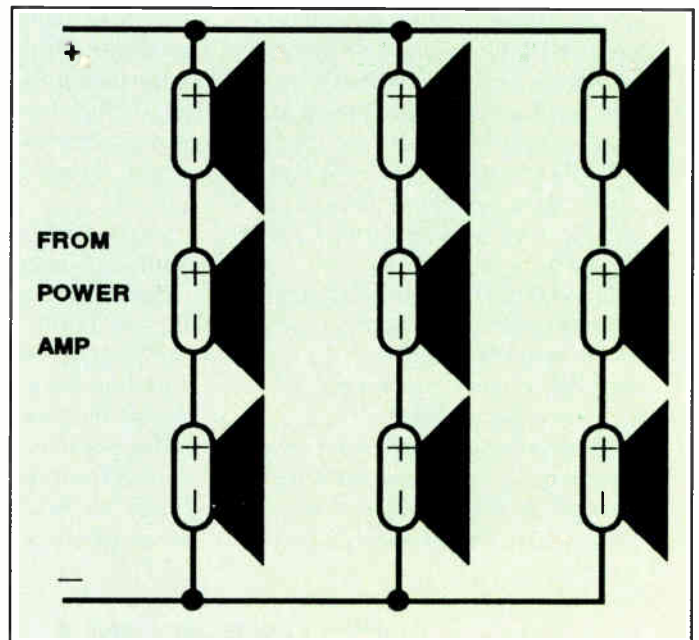 +
+ + +
— — —
FROM
+ + +
POWER
— — —
AMP
+ + +
— — —
—